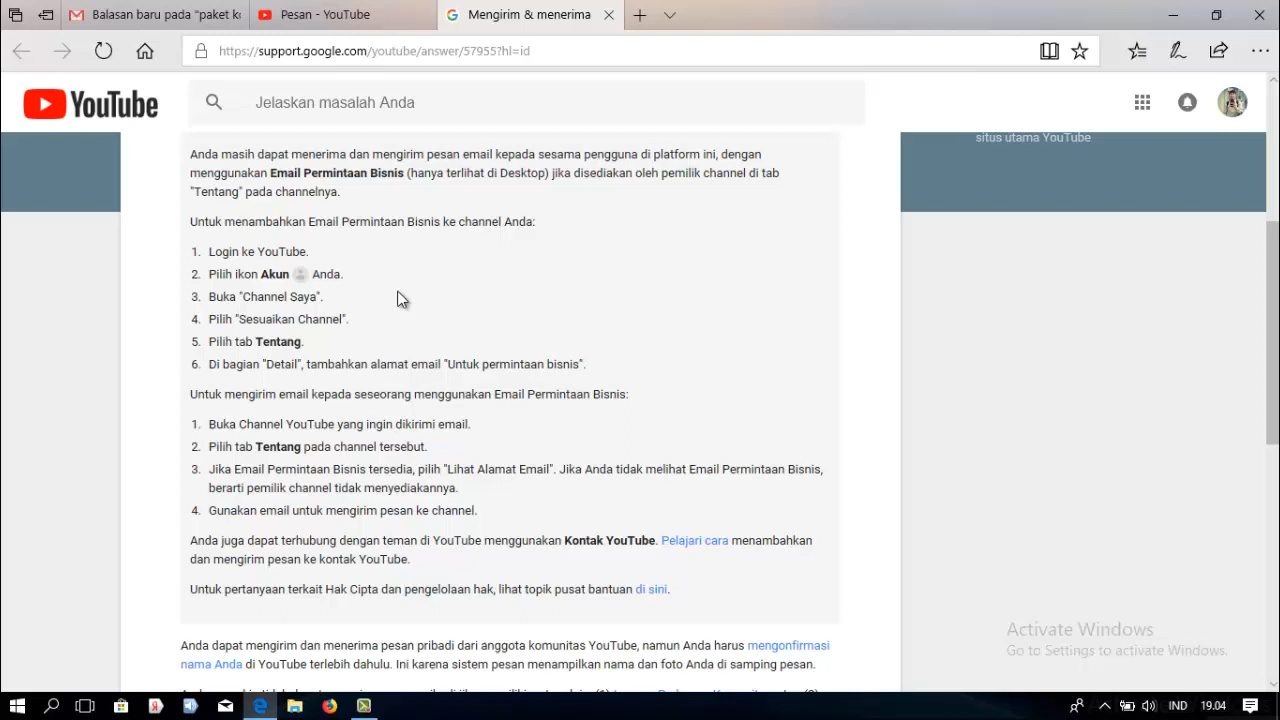 Balasan baru pada "paket k
Pesan - YouTube
Mengirim & menerima
https://support.google.com/youtube/answer/57955?hl=id
YouTube
Jelaskan masalah Anda
situs utama YouTube
Anda masih dapat menerima dan mengirim pesan email kepada sesama pengguna di platform ini, dengan
menggunakan Email Permintaan Bisnis (hanya terlihat di Desktop) jika disediakan oleh pemilik channel di tab
"Tentang" pada channelnya.
Untuk menambahkan Email Permintaan Bisnis ke channel Anda:
1. Login ke YouTube.
2. Pilih ikon Akun Anda.
3. Buka "Channel Saya".
4. Pilih "Sesuaikan Channel".
5. Pilih tab Tentang.
6. Di bagian "Detail", tambahkan alamat email "Untuk permintaan bisnis".
Untuk mengirim email kepada seseorang menggunakan Email Permintaan Bisnis:
1. Buka Channel YouTube yang ingin dikirimi email.
2. Pilih tab Tentang pada channel tersebut.
3. Jika Email Permintaan Bisnis tersedia, pilih "Lihat Alamat Email". Jika Anda tidak melihat Email Permintaan Bisnis,
berarti pemilik channel tidak menyediakannya.
4. Gunakan email untuk mengirim pesan ke channel.
Anda juga dapat terhubung dengan teman di YouTube menggunakan Kontak YouTube. Pelajari cara menambahkan
dan mengirim pesan ke kontak YouTube.
Untuk pertanyaan terkait Hak Cipta dan pengelolaan hak, lihat topik pusat bantuan di sini.
Anda dapat mengirim dan menerima pesan pribadi dari anggota komunitas YouTube, namun Anda harus mengonfirmasi
nama Anda di YouTube terlebih dahulu. Ini karena sistem pesan menampilkan nama dan foto Anda di samping pesan.
Activate Windows
Go to Settings to activate Windows.
IND
19.04